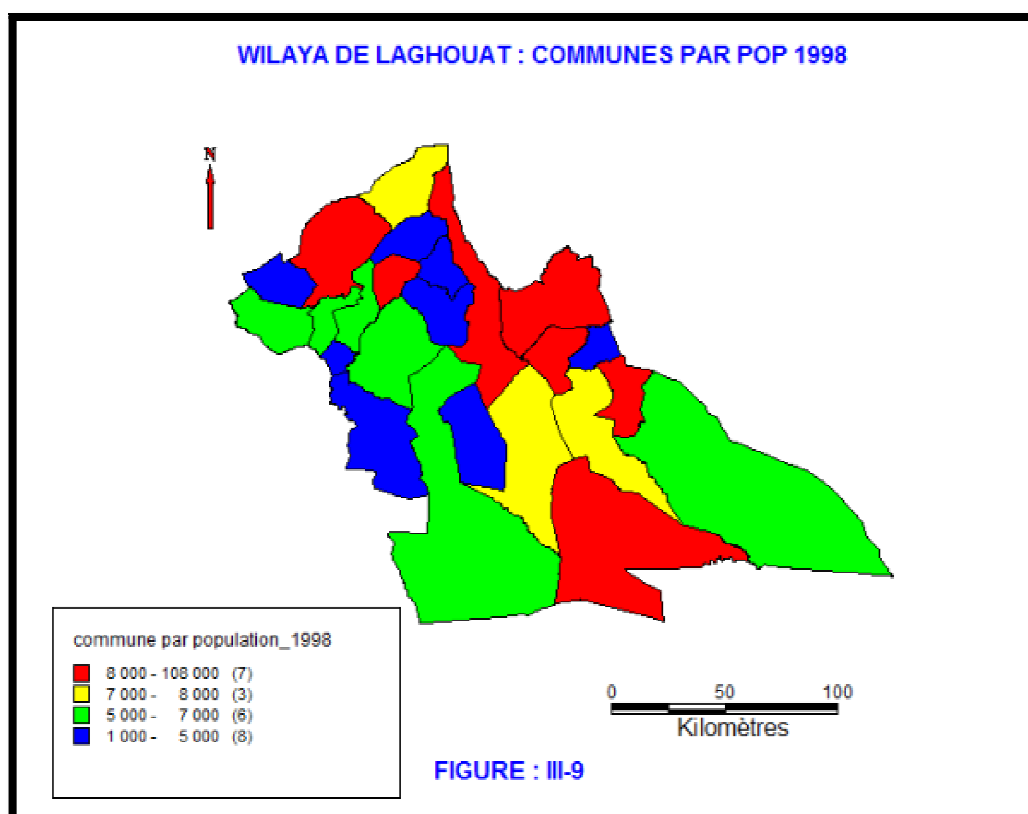 WILAYA DE LAGHOUAT : COMMUNES PAR POP 1998
N
commune par population_1998
8 000 - 108 000 (7)
7 000 - 8 000 (3)
5 000 - 7 000 (6)
1 000 - 5 000 (8)
0 50 100
Kilomètres
FIGURE : III-9